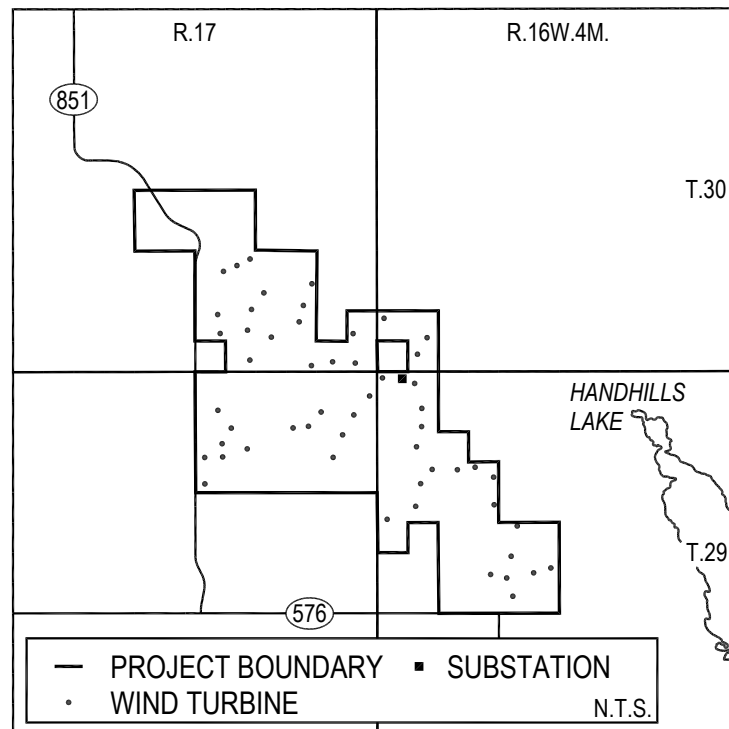 R.17
R.16W.4M.
851
T.30
HANDHILLS
LAKE
T.29
576
PROJECT BOUNDARY
SUBSTATION
WIND TURBINE
N.T.S.